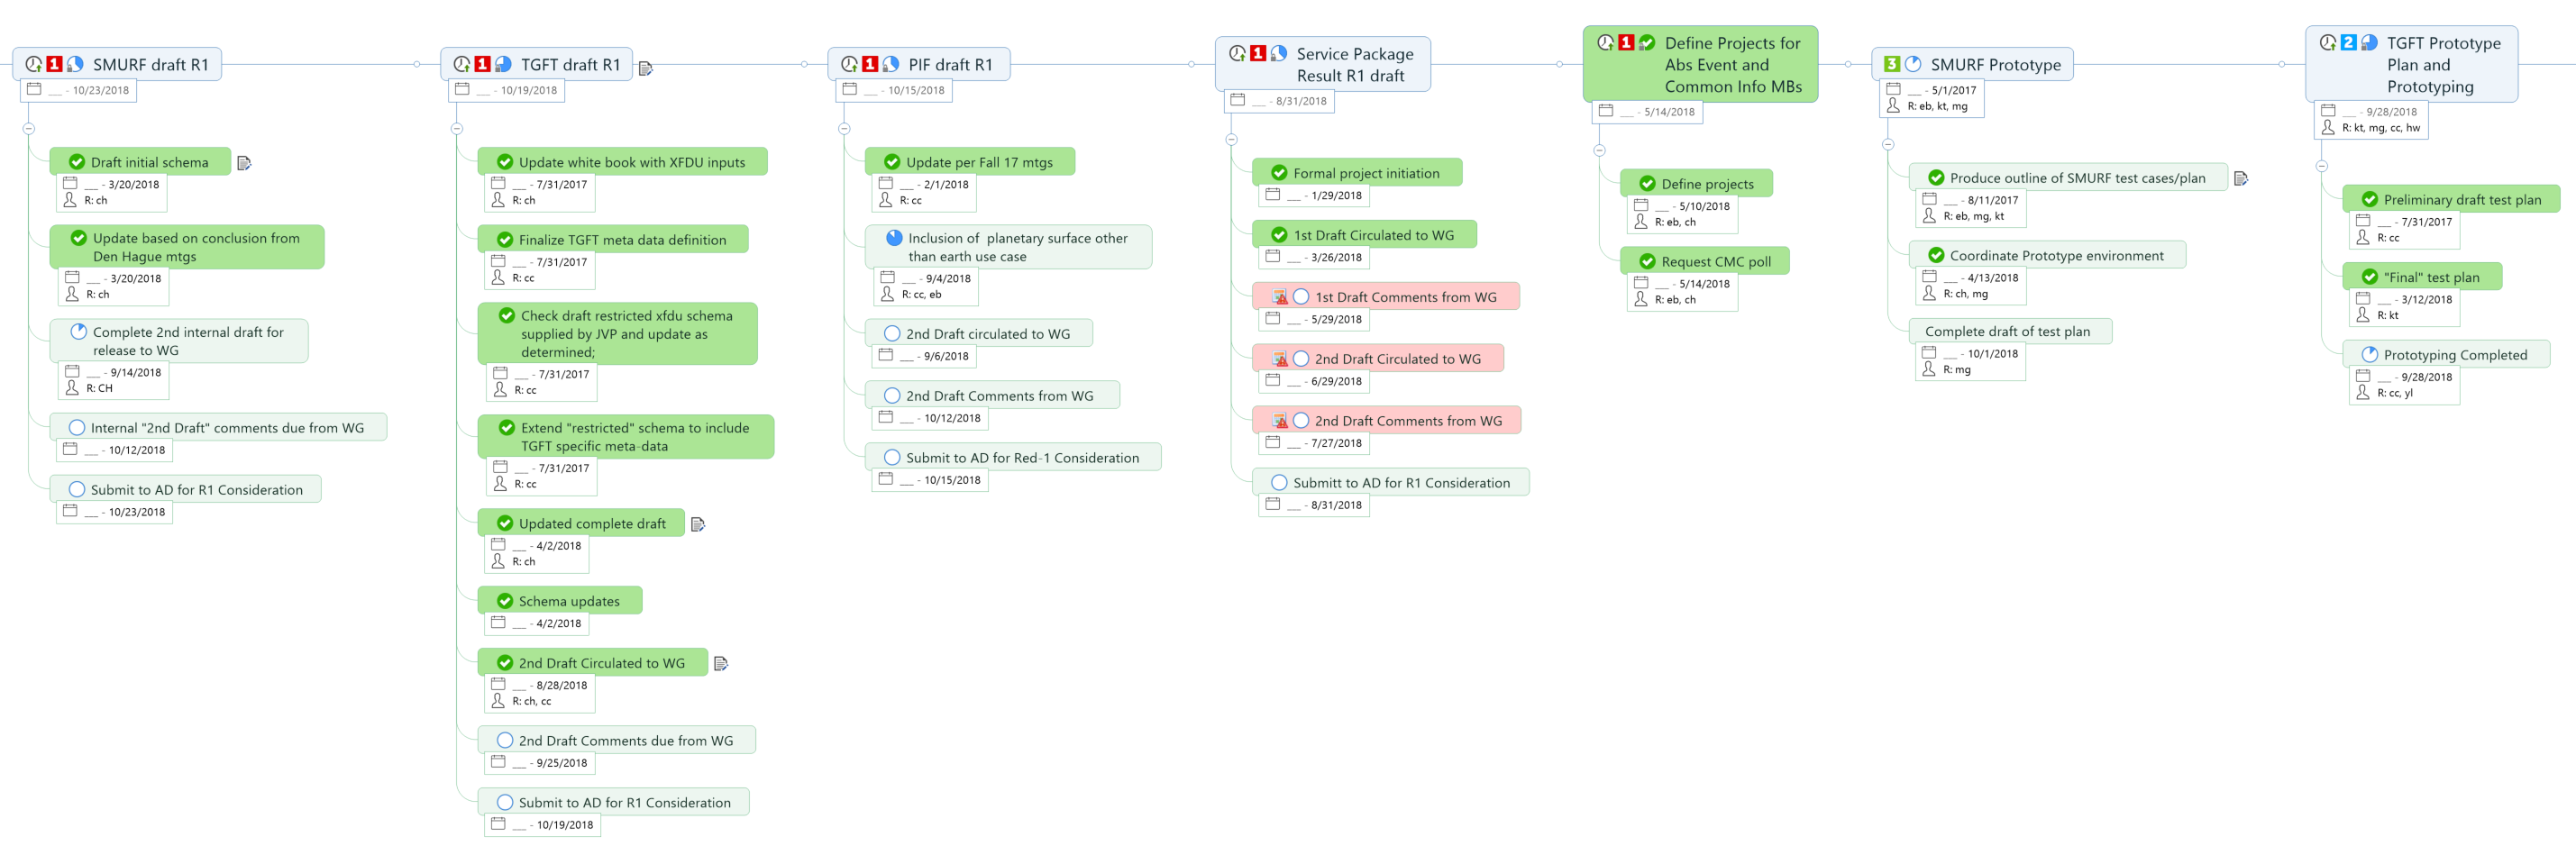 1 SMURF draft R1
__ - 10/23/2018
Draft initial schema
__ - 3/20/2018
R: ch
Update based on conclusion from
Den Hague mtgs
__ - 3/20/2018
R: ch
Complete 2nd internal draft for
release to WG
__ - 9/14/2018
R: CH
Internal "2nd Draft" comments due from WG
__ - 10/12/2018
Submit to AD for R1 Consideration
__ - 10/23/2018
1 TGFT draft R1
__ - 10/19/2018
Update white book with XFDU inputs
__ - 7/31/2017
R: ch
Finalize TGFT meta data definition
__ - 7/31/2017
R: cc
Check draft restricted xfdu schema
supplied by JVP and update as
determined;
__ - 7/31/2017
R: cc
Extend "restricted" schema to include
TGFT specific meta-data
__ - 7/31/2017
R: cc
Updated complete draft
__ - 4/2/2018
R: ch
Schema updates
__ - 4/2/2018
2nd Draft Circulated to WG
__ - 8/28/2018
R: ch, cc
2nd Draft Comments due from WG
__ - 9/25/2018
Submit to AD for R1 Consideration
__ - 10/19/2018
1 PIF draft R1
__ - 10/15/2018
Update per Fall 17 mtgs
__ - 2/1/2018
R: cc
Inclusion of  planetary surface other
than earth use case
__ - 9/4/2018
R: cc, eb
2nd Draft circulated to WG
__ - 9/6/2018
2nd Draft Comments from WG
__ - 10/12/2018
Submit to AD for Red-1 Consideration
__ - 10/15/2018
1 Service Package
Result R1 draft
__ - 8/31/2018
Formal project initiation
__ - 1/29/2018
1st Draft Circulated to WG
__ - 3/26/2018
1st Draft Comments from WG
__ - 5/29/2018
2nd Draft Circulated to WG
__ - 6/29/2018
2nd Draft Comments from WG
__ - 7/27/2018
Submitt to AD for R1 Consideration
__ - 8/31/2018
1 Define Projects for
Abs Event and
Common Info MBs
__ - 5/14/2018
Define projects
__ - 5/10/2018
R: eb, ch
Request CMC poll
__ - 5/14/2018
R: eb, ch
3 SMURF Prototype
__ - 5/1/2017
R: eb, kt, mg
Produce outline of SMURF test cases/plan
__ - 8/11/2017
R: eb, mg, kt
Coordinate Prototype environment
__ - 4/13/2018
R: ch, mg
Complete draft of test plan
__ - 10/1/2018
R: mg
2 TGFT Prototype
Plan and
Prototyping
__ - 9/28/2018
R: kt, mg, cc, hw
Preliminary draft test plan
__ - 7/31/2017
R: cc
"Final" test plan
__ - 3/12/2018
R: kt
Prototyping Completed
__ - 9/28/2018
R: cc, yl